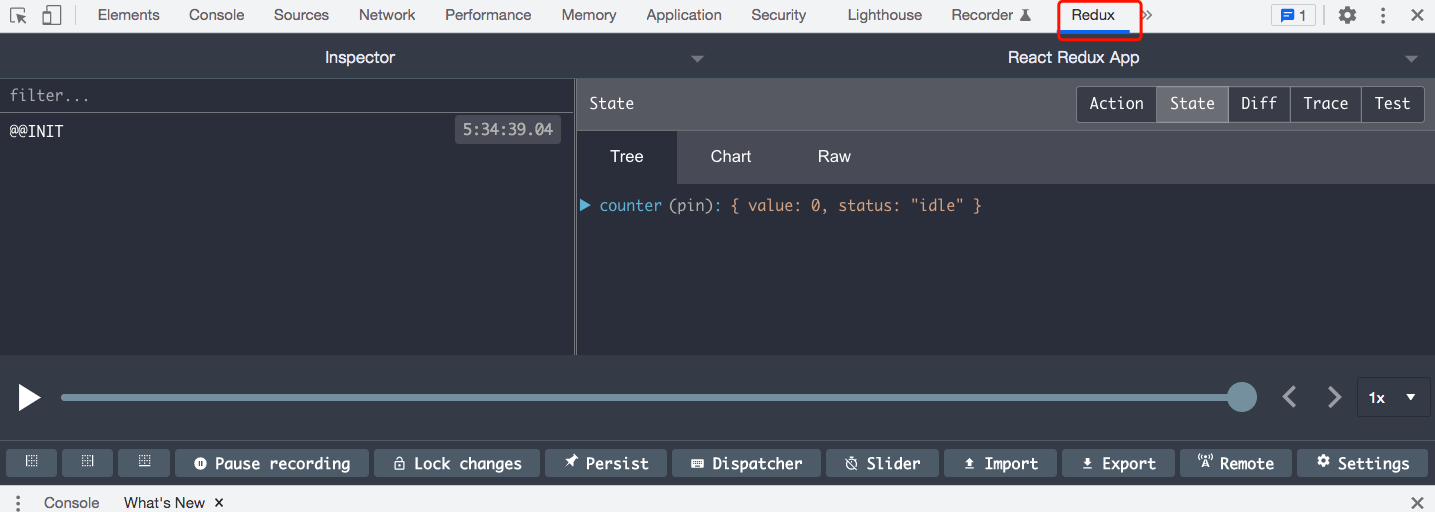 Elements Console Sources Network Performance Memory Application Security Lighthouse Recorder Redux » 1
Inspector React Redux App
filter... State Action State Diff Trace Test
@@INIT 5:34:39.04
Tree Chart Raw
counter (pin): { value: 0, status: "idle" }
1x
Pause recording Lock changes Persist Dispatcher Slider Import Export Remote Settings
Console What's New ×